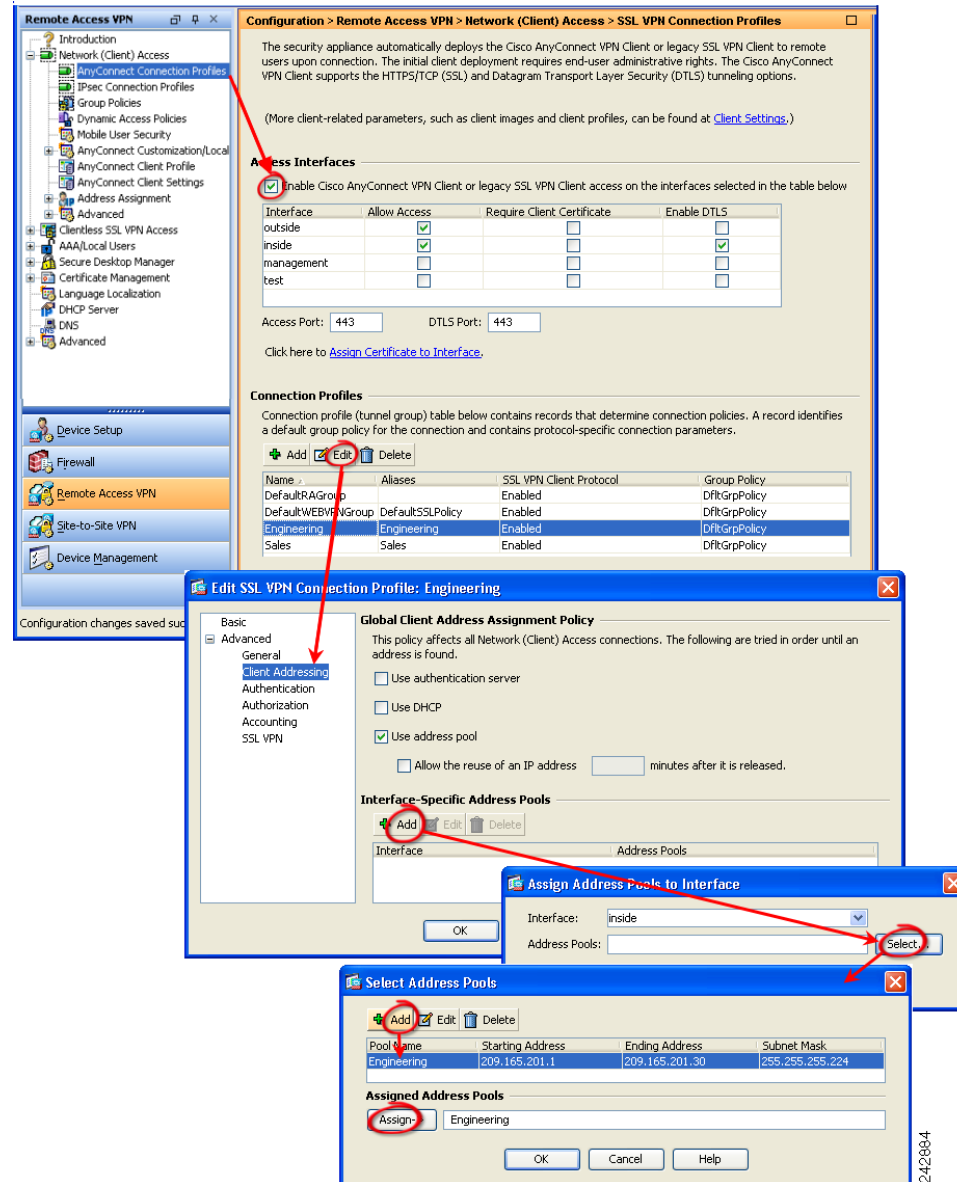 Remote Access VPN
Introduction
Network (Client) Access
AnyConnect Connection Profiles
IPsec Connection Profiles
Group Policies
Dynamic Access Policies
Mobile User Security
AnyConnect Customization/Local
AnyConnect Client Profile
AnyConnect Client Settings
Address Assignment
Advanced
Clientless SSL VPN Access
AAA/Local Users
Secure Desktop Manager
Certificate Management
Language Localization
DHCP Server
DNS
Advanced
Device Setup
Firewall
Remote Access VPN
Site-to-Site VPN
Device Management
Configuration changes saved suc
Configuration > Remote Access VPN > Network (Client) Access > SSL VPN Connection Profiles
The security appliance automatically deploys the Cisco AnyConnect VPN Client or legacy SSL VPN Client to remote
users upon connection. The initial client deployment requires end-user administrative rights. The Cisco AnyConnect
VPN Client supports the HTTPS/TCP (SSL) and Datagram Transport Layer Security (DTLS) tunneling options.
(More client-related parameters, such as client images and client profiles, can be found at Client Settings.)
Access Interfaces
Enable Cisco AnyConnect VPN Client or legacy SSL VPN Client access on the interfaces selected in the table below
Interface Allow Access Require Client Certificate Enable DTLS
outside
inside
management
test
Access Port: 443 DTLS Port: 443
Click here to Assign Certificate to Interface.
Connection Profiles
Connection profile (tunnel group) table below contains records that determine connection policies. A record identifies
a default group policy for the connection and contains protocol-specific connection parameters.
Add Edit Delete
Name Aliases SSL VPN Client Protocol Group Policy
DefaultRAGroup Enabled DfltGrpPolicy
DefaultWEBVPNGroup DefaultSSLPolicy Enabled DfltGrpPolicy
Engineering Engineering Enabled DfltGrpPolicy
Sales Sales Enabled DfltGrpPolicy
Edit SSL VPN Connection Profile: Engineering
Basic
Advanced
General
Client Addressing
Authentication
Authorization
Accounting
SSL VPN
Global Client Address Assignment Policy
This policy affects all Network (Client) Access connections. The following are tried in order until an
address is found.
Use authentication server
Use DHCP
Use address pool
Allow the reuse of an IP address minutes after it is released.
Interface-Specific Address Pools
Add Edit Delete
Interface Address Pools
OK
Assign Address Pools to Interface
Interface: inside
Address Pools: Select...
Select Address Pools
Add Edit Delete
Pool Name Starting Address Ending Address Subnet Mask
Engineering 209.165.201.1 209.165.201.30 255.255.255.224
Assigned Address Pools
Assign- Engineering
OK Cancel Help
242884